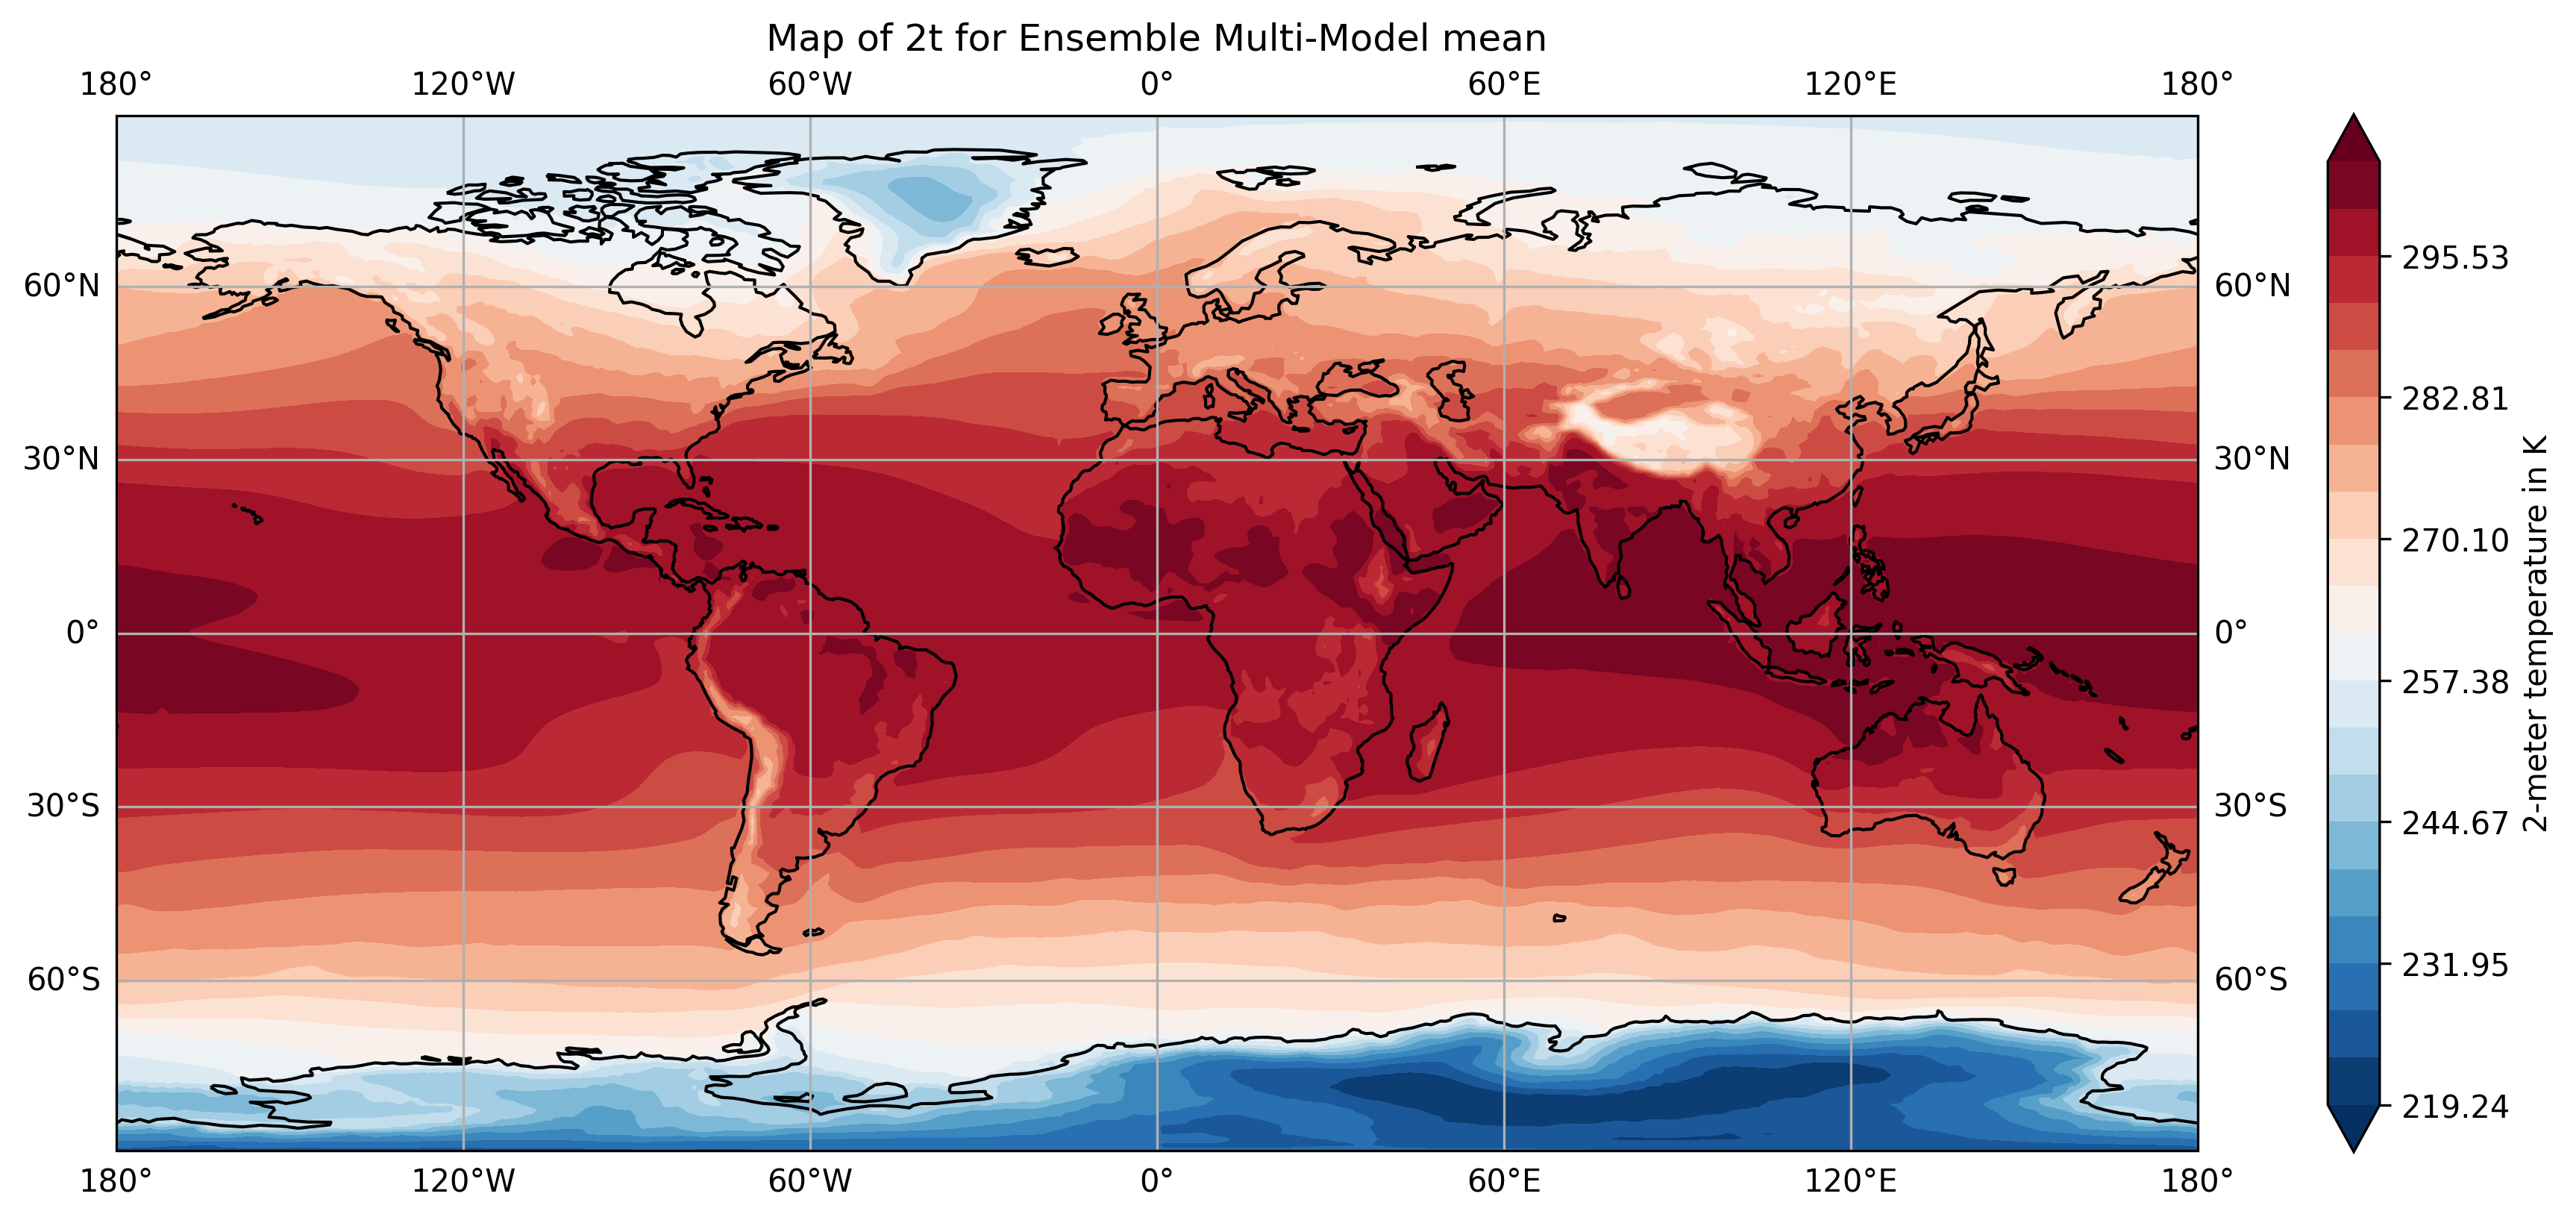 Map of 2t for Ensemble Multi-Model mean
180° 120°W 60°W 0° 60°E 120°E 180°
60°N 60°N 295.53
282.81
30°N 30°N
270.10
0° 0°
257.38
30°S 30°S
244.67
60°S 60°S 231.95
219.24
2-meter temperature in K
180° 120°W 60°W 0° 60°E 120°E 180°